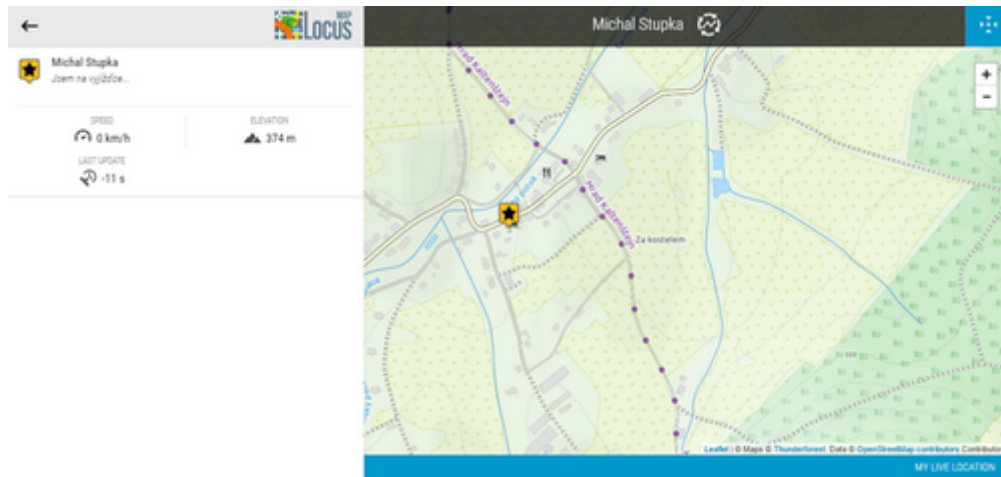 LOCUS MAP
Michal Stupka
Jsem na vyjížďce...
SPEED
0 km/h
ELEVATION
374 m
LAST UPDATE
-11 s
Michal Stupka
+
-
Hrad Kaltenštejn
Hrad Kaltenštejn
Za kostelem
Leaflet | © Maps © Thunderforest, Data © OpenStreetMap contributors Contributor
MY LIVE LOCATION